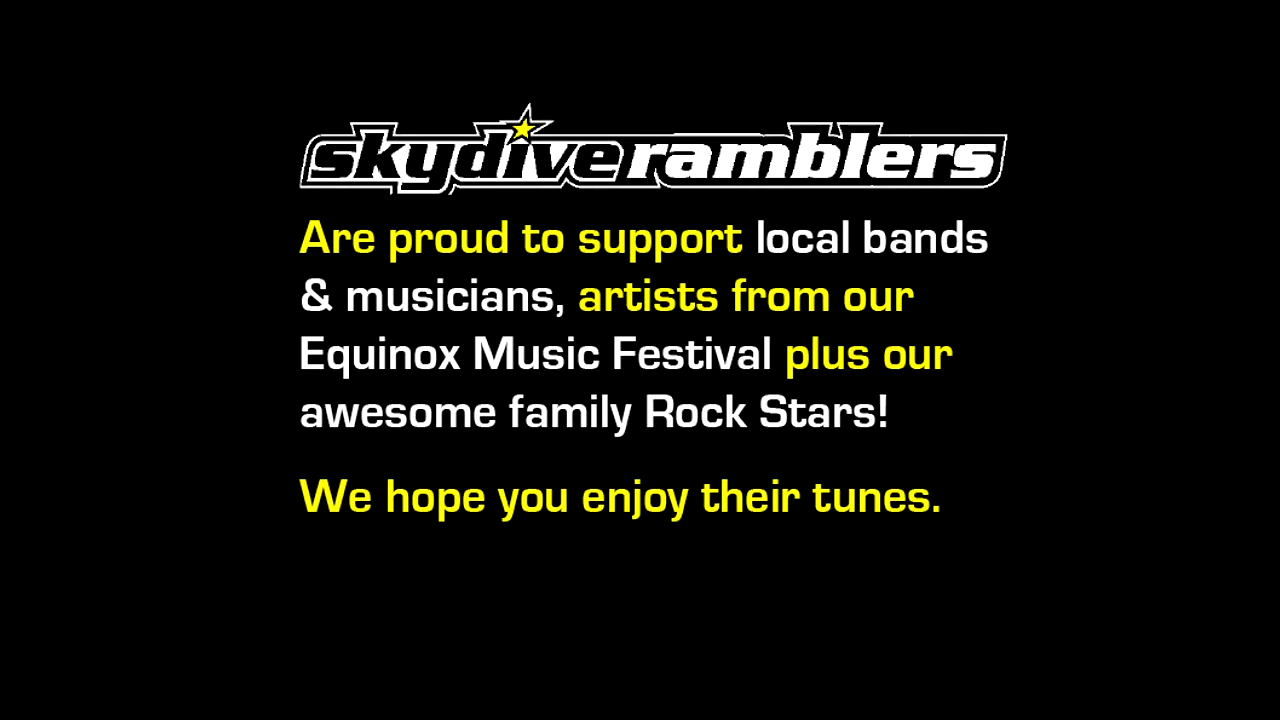 skydiveramblers
Are proud to support local bands
& musicians, artists from our
Equinox Music Festival plus our
awesome family Rock Stars!
We hope you enjoy their tunes.